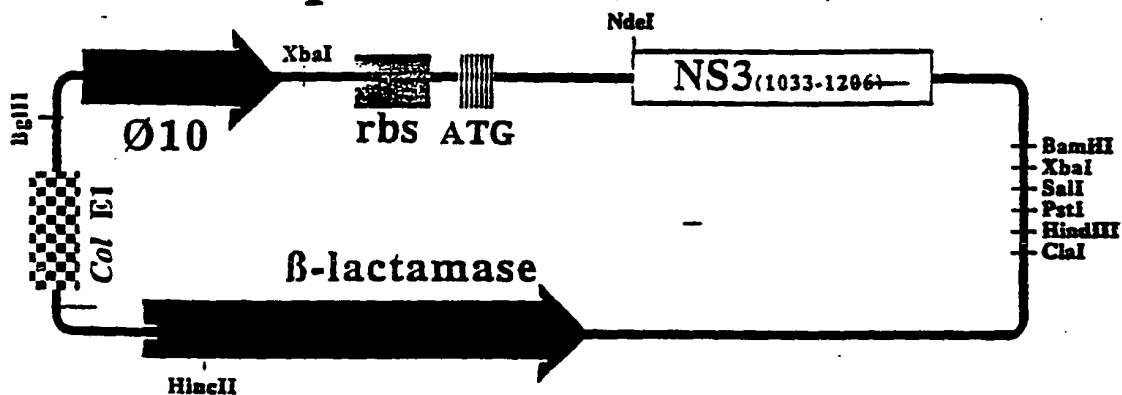 NdeI
XbaI
NS3(1033-1206)
BglII
Ø10
rbs
ATG
BamHI
XbaI
SalI
PstI
HindIII
ClaI
Col E1
ß-lactamase
HincII